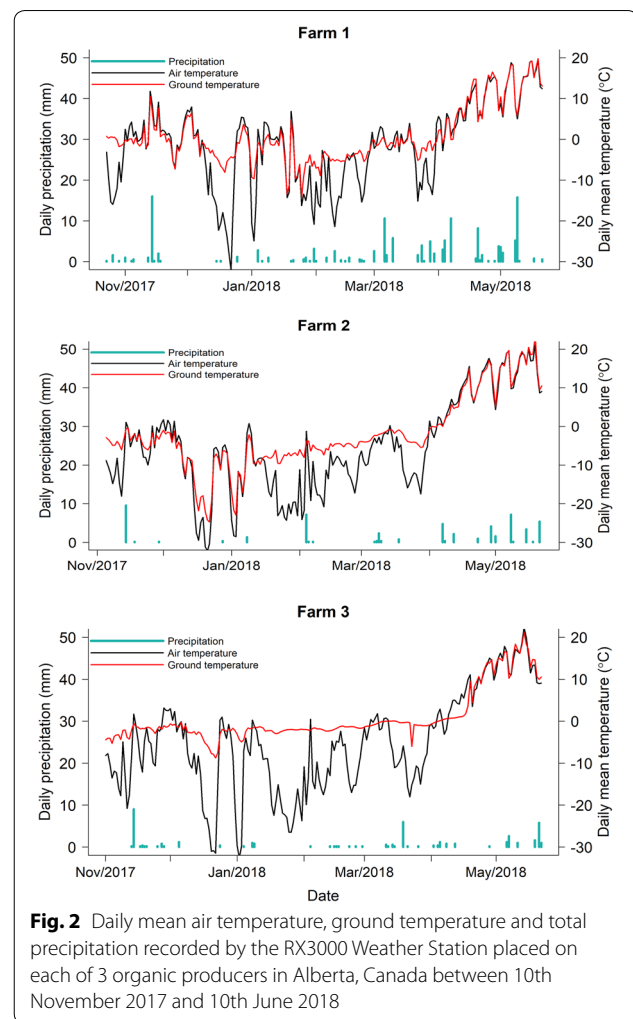 Farm 1
Precipitation
Air temperature
Ground temperature
Daily precipitation (mm)
50
40
30
20
10
0
20
10
0
-10
-20
-30
Daily mean temperature (°C)
Nov/2017
Jan/2018
Mar/2018
May/2018
Farm 2
Precipitation
Air temperature
Ground temperature
Daily precipitation (mm)
50
40
30
20
10
0
20
10
0
-10
-20
-30
Daily mean temperature (°C)
Nov/2017
Jan/2018
Mar/2018
May/2018
Farm 3
Precipitation
Air temperature
Ground temperature
Daily precipitation (mm)
50
40
30
20
10
0
20
10
0
-10
-20
-30
Daily mean temperature (°C)
Nov/2017
Jan/2018
Mar/2018
May/2018
Date
Fig. 2 Daily mean air temperature, ground temperature and total
precipitation recorded by the RX3000 Weather Station placed on
each of 3 organic producers in Alberta, Canada between 10th
November 2017 and 10th June 2018